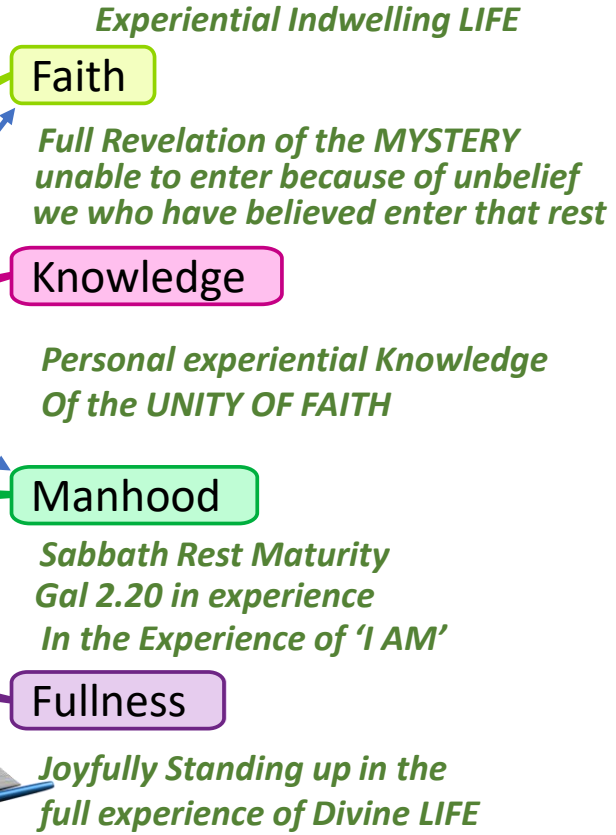 Experiential Indwelling LIFE
Faith
Full Revelation of the MYSTERY
unable to enter because of unbelief
we who have believed enter that rest
Knowledge
Personal experiential Knowledge
Of the UNITY OF FAITH
Manhood
Sabbath Rest Maturity
Gal 2.20 in experience
In the Experience of ‘I AM’
Fullness
Joyfully Standing up in the
full experience of Divine LIFE